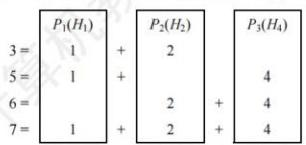 P₁(H₁) P₂(H₂) P₃(H₄)
3 = 1 + 2
5 = 1 + 4
6 = 2 + 4
7 = 1 + 2 + 4